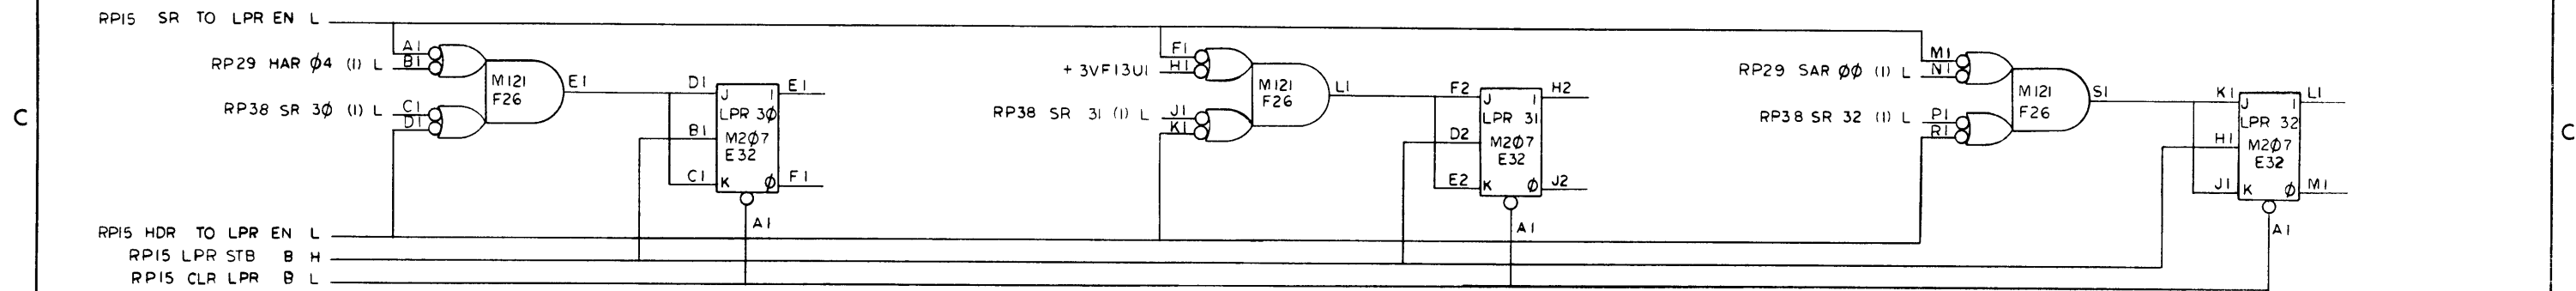 RP15 SR TO LPR EN L
A1
RP29 HAR Ø4 (1) L B1
RP38 SR 3Ø (1) L C1
D1
M121
F26
E1
D1 J 1 E1
LPR 3Ø
B1
M2Ø7
E32
C1 K Ø F1
A1
F1
+3VF13U1 H1
RP38 SR 31 (1) L J1
K1
M121
F26
L1
F2 J 1 H2
LPR 31
D2
M2Ø7
E32
E2 K Ø J2
A1
M1
RP29 SAR ØØ (1) L N1
RP38 SR 32 (1) L P1
R1
M121
F26
S1
K1 J 1 L1
LPR 32
H1
M2Ø7
E32
J1 K Ø M1
A1
RP15 HDR TO LPR EN L
RP15 LPR STB B H
RP15 CLR LPR B L
C
C